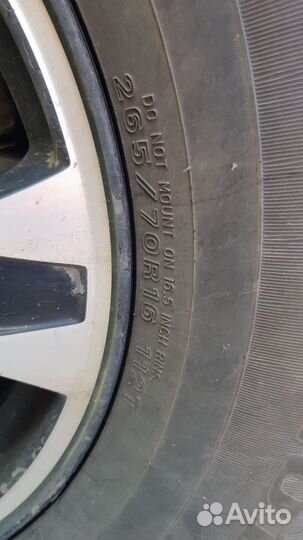 DO NOT MOUNT ON 16.5 INCH RIMS
265//70R16 112T
Avito